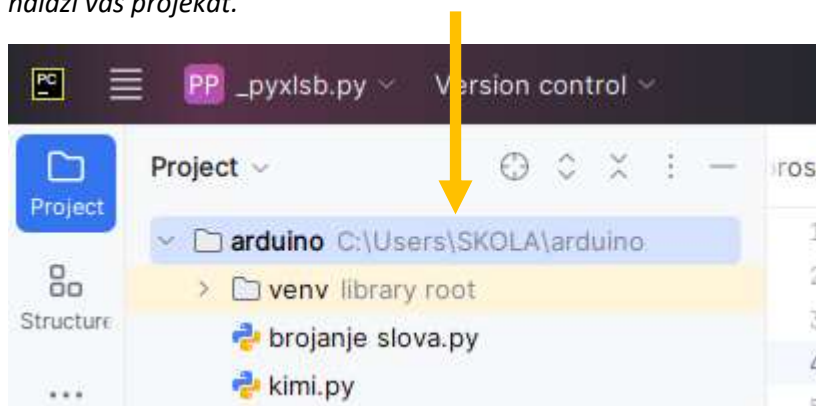 nalazi vaš projekat.
PC
PP _pyxlsb.py Version control
Project
Project
arduino C:\Users\SKOLA\arduino
venv library root
Structure
brojanje slova.py
kimi.py